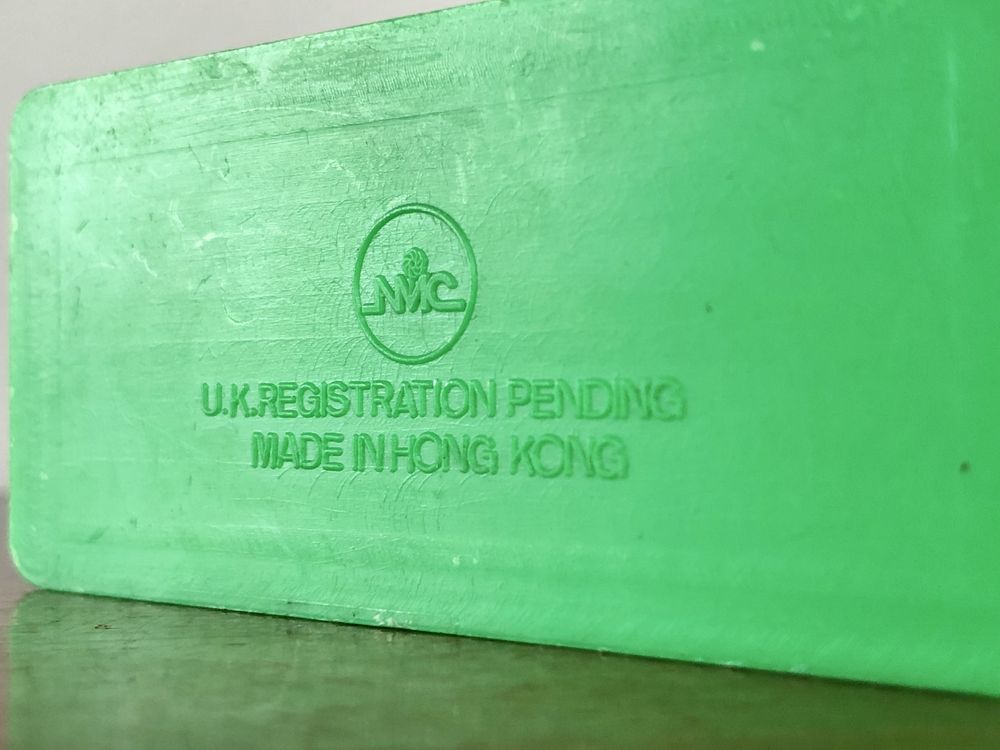 NMC
U.K.REGISTRATION PENDING
MADE IN HONG KONG